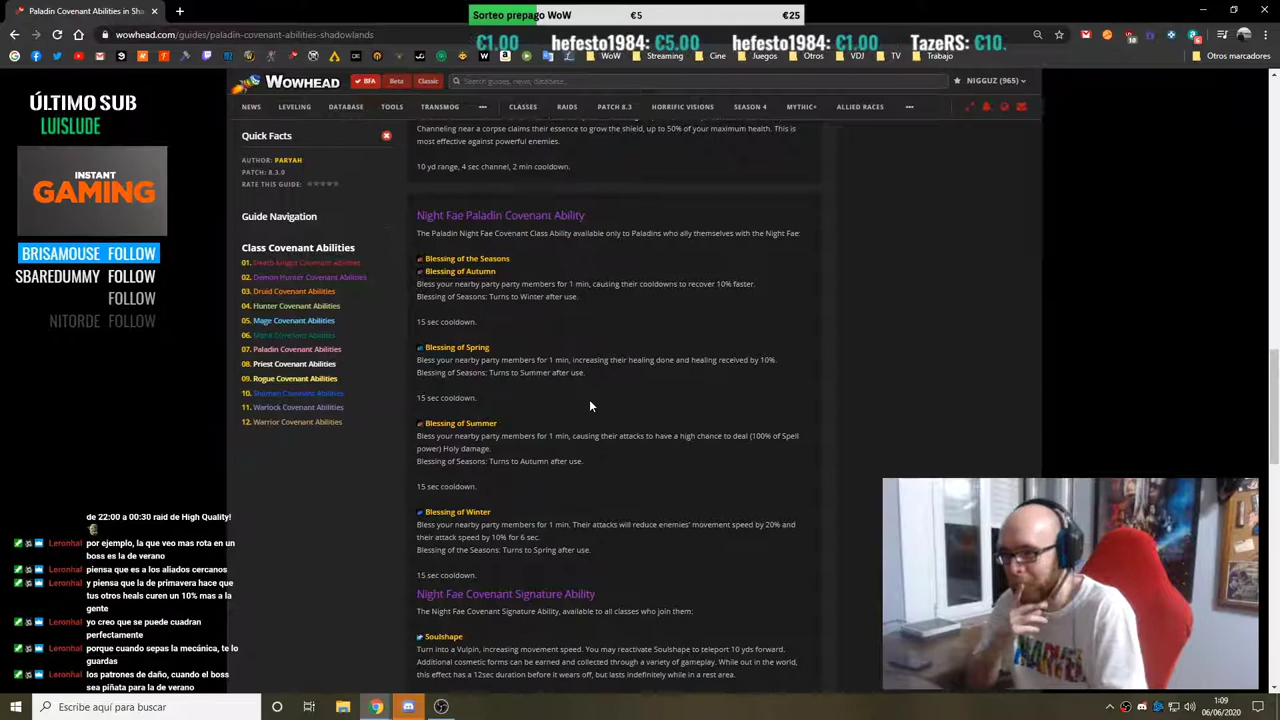 Paladin Covenant Abilities in Sha
Sorteo prepago WoW
€5
€25
€1.00 hefesto1984: €5.00 hefesto1984: €1.00 TazeRS: €10.
wowhead.com/guides/paladin-covenant-abilities-shadowlands
WoW
Streaming
Cine
Juegos
Otros
VDJ
TV
Trabajo
Otros marcadores
WOWHEAD
BFA
Beta
Classic
Search guides, news, database...
NIGGUZ (965)
NEWS
LEVELING
DATABASE
TOOLS
TRANSMOG
CLASSES
RAIDS
PATCH 8.3
HORRIFIC VISIONS
SEASON 4
MYTHIC+
ALLIED RACES
ÚLTIMO SUB
LUISLUDE
INSTANT
GAMING
BRISAMOUSE FOLLOW
SBAREDUMMY FOLLOW
FOLLOW
NITORDE FOLLOW
Quick Facts
AUTHOR: PARYAH
PATCH: 8.3.0
RATE THIS GUIDE:
Guide Navigation
Class Covenant Abilities
01. Death Knight Covenant Abilities
02. Demon Hunter Covenant Abilities
03. Druid Covenant Abilities
04. Hunter Covenant Abilities
05. Mage Covenant Abilities
06. Monk Covenant Abilities
07. Paladin Covenant Abilities
08. Priest Covenant Abilities
09. Rogue Covenant Abilities
10. Shaman Covenant Abilities
11. Warlock Covenant Abilities
12. Warrior Covenant Abilities
Channeling near a corpse claims their essence to grow the shield, up to 50% of your maximum health. This is
most effective against powerful enemies.
10 yd range, 4 sec channel, 2 min cooldown.
Night Fae Paladin Covenant Ability
The Paladin Night Fae Covenant Class Ability available only to Paladins who ally themselves with the Night Fae:
Blessing of the Seasons
Blessing of Autumn
Bless your nearby party party members for 1 min, causing their cooldowns to recover 10% faster.
Blessing of Seasons: Turns to Winter after use.
15 sec cooldown.
Blessing of Spring
Bless your nearby party members for 1 min, increasing their healing done and healing received by 10%.
Blessing of Seasons: Turns to Summer after use.
15 sec cooldown.
Blessing of Summer
Bless your nearby party members for 1 min, causing their attacks to have a high chance to deal (100% of Spell
power) Holy damage.
Blessing of Seasons: Turns to Autumn after use.
15 sec cooldown.
Blessing of Winter
Bless your nearby party members for 1 min. Their attacks will reduce enemies' movement speed by 20% and
their attack speed by 10% for 6 sec.
Blessing of the Seasons: Turns to Spring after use.
15 sec cooldown.
Night Fae Covenant Signature Ability
The Night Fae Covenant Signature Ability, available to all classes who join them:
Soulshape
Turn into a Vulpin, increasing movement speed. You may reactivate Soulshape to teleport 10 yds forward.
Additional cosmetic forms can be earned and collected through a variety of gameplay. While out in the world,
this effect has a 12sec duration before it wears off, but lasts indefinitely while in a rest area.
de 22:00 a 00:30 raid de High Quality!
Leronhal por ejemplo, la que veo mas rota en un
boss es la de verano
Leronhal piensa que es a los aliados cercanos
Leronhal y piensa que la de primavera hace que
tus otros heals curen un 10% mas a la
gente
Leronhal yo creo que se puede cuadran
perfectamente
Leronhal porque cuando sepas la mecánica, te lo
guardas
Leronhal los patrones de daño, cuando el boss
sea piñata para la de verano
Escribe aquí para buscar
1:09
06/06/2020